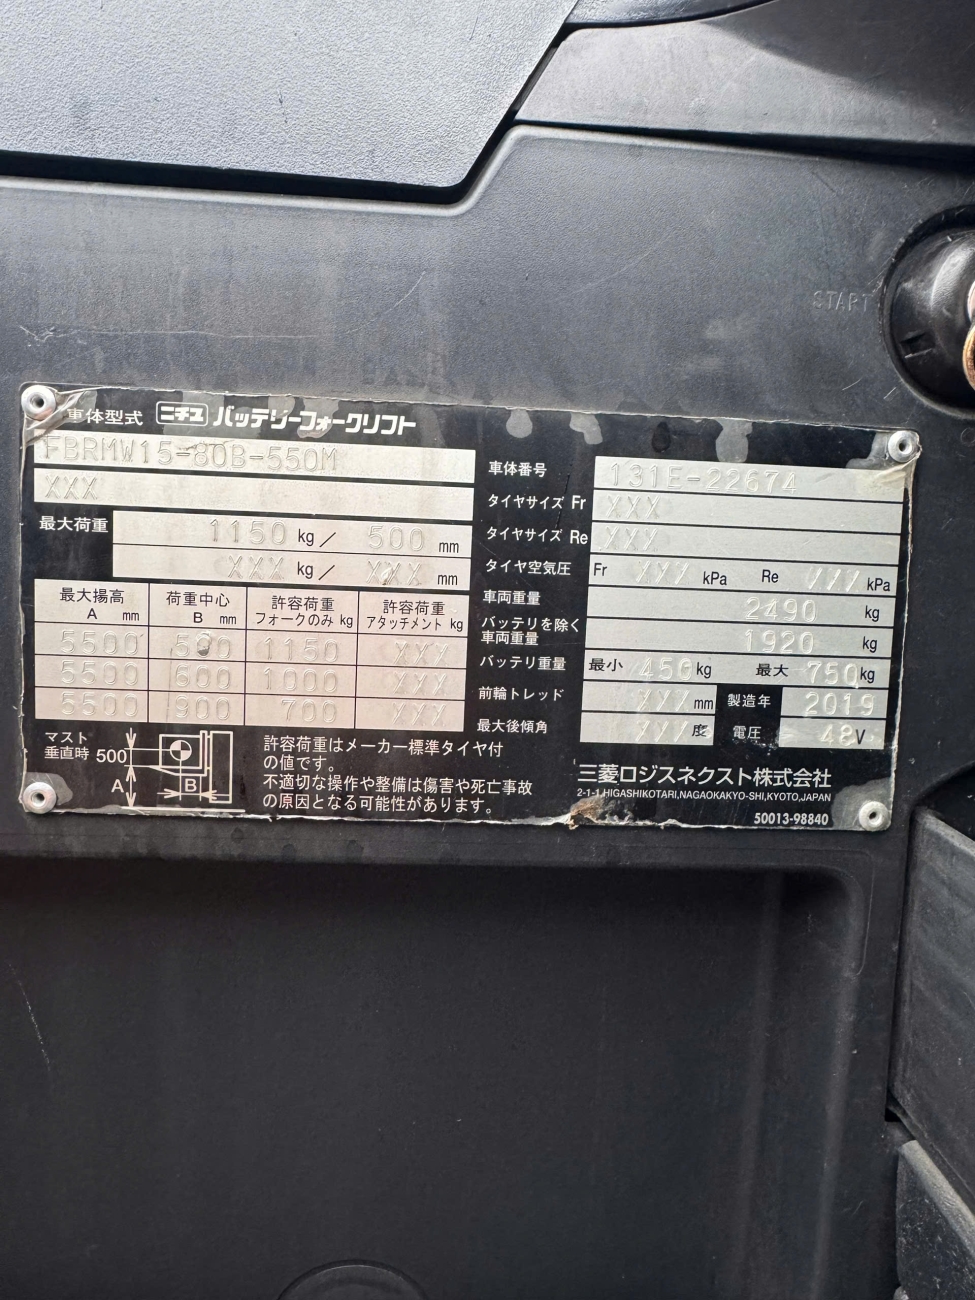 START
車体型式 ニチユ バッテリーフォークリフト
FBRMW15-80B-550M
XXX
最大荷重 1150 kg／ 500 mm
XXX kg／ XXX mm
最大揚高 A mm 荷重中心 B mm 許容荷重 フォークのみ kg 許容荷重 アタッチメント kg
5500 500 1150 XXX
5500 600 1000 XXX
5500 900 700 XXX
マスト
垂直時 500
A
B
許容荷重はメーカー標準タイヤ付
の値です。
不適切な操作や整備は傷害や死亡事故
の原因となる可能性があります。
車体番号 131E-22674
タイヤサイズ Fr XXX
タイヤサイズ Re XXX
タイヤ空気圧 Fr XXX kPa Re XXX kPa
車両重量 2490 kg
バッテリを除く
車両重量 1920 kg
バッテリ重量 最小 450 kg 最大 750 kg
前輪トレッド XXX mm 製造年 2019
最大後傾角 XXX 度 電圧 48 V
三菱ロジスネクスト株式会社
2-1-1,HIGASHIKOTARI,NAGAOKAKYO-SHI,KYOTO,JAPAN
50013-98840